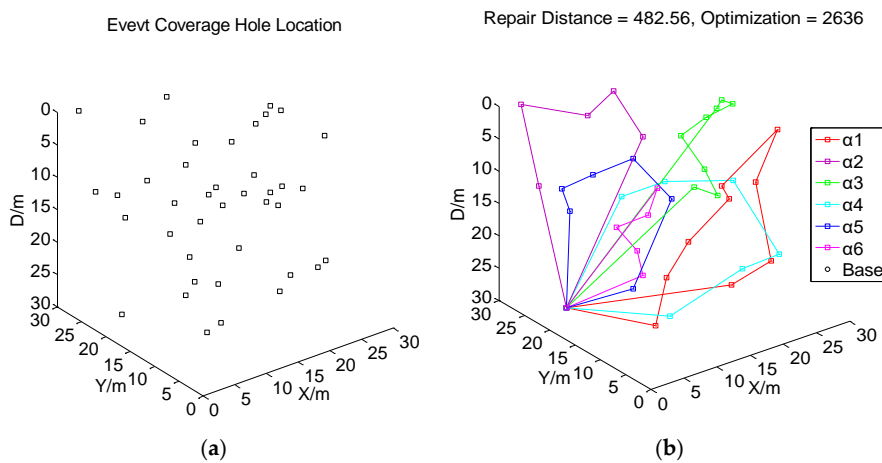 Evevt Coverage Hole Location
0
5
10
15
20
25
30
D/m
30
25
20
15
10
5
0
Y/m
0
5
10
15
20
25
30
X/m
(a)
Repair Distance = 482.56, Optimization = 2636
0
5
10
15
20
25
30
D/m
30
25
20
15
10
5
0
Y/m
0
5
10
15
20
25
30
X/m
α1
α2
α3
α4
α5
α6
Base
(b)